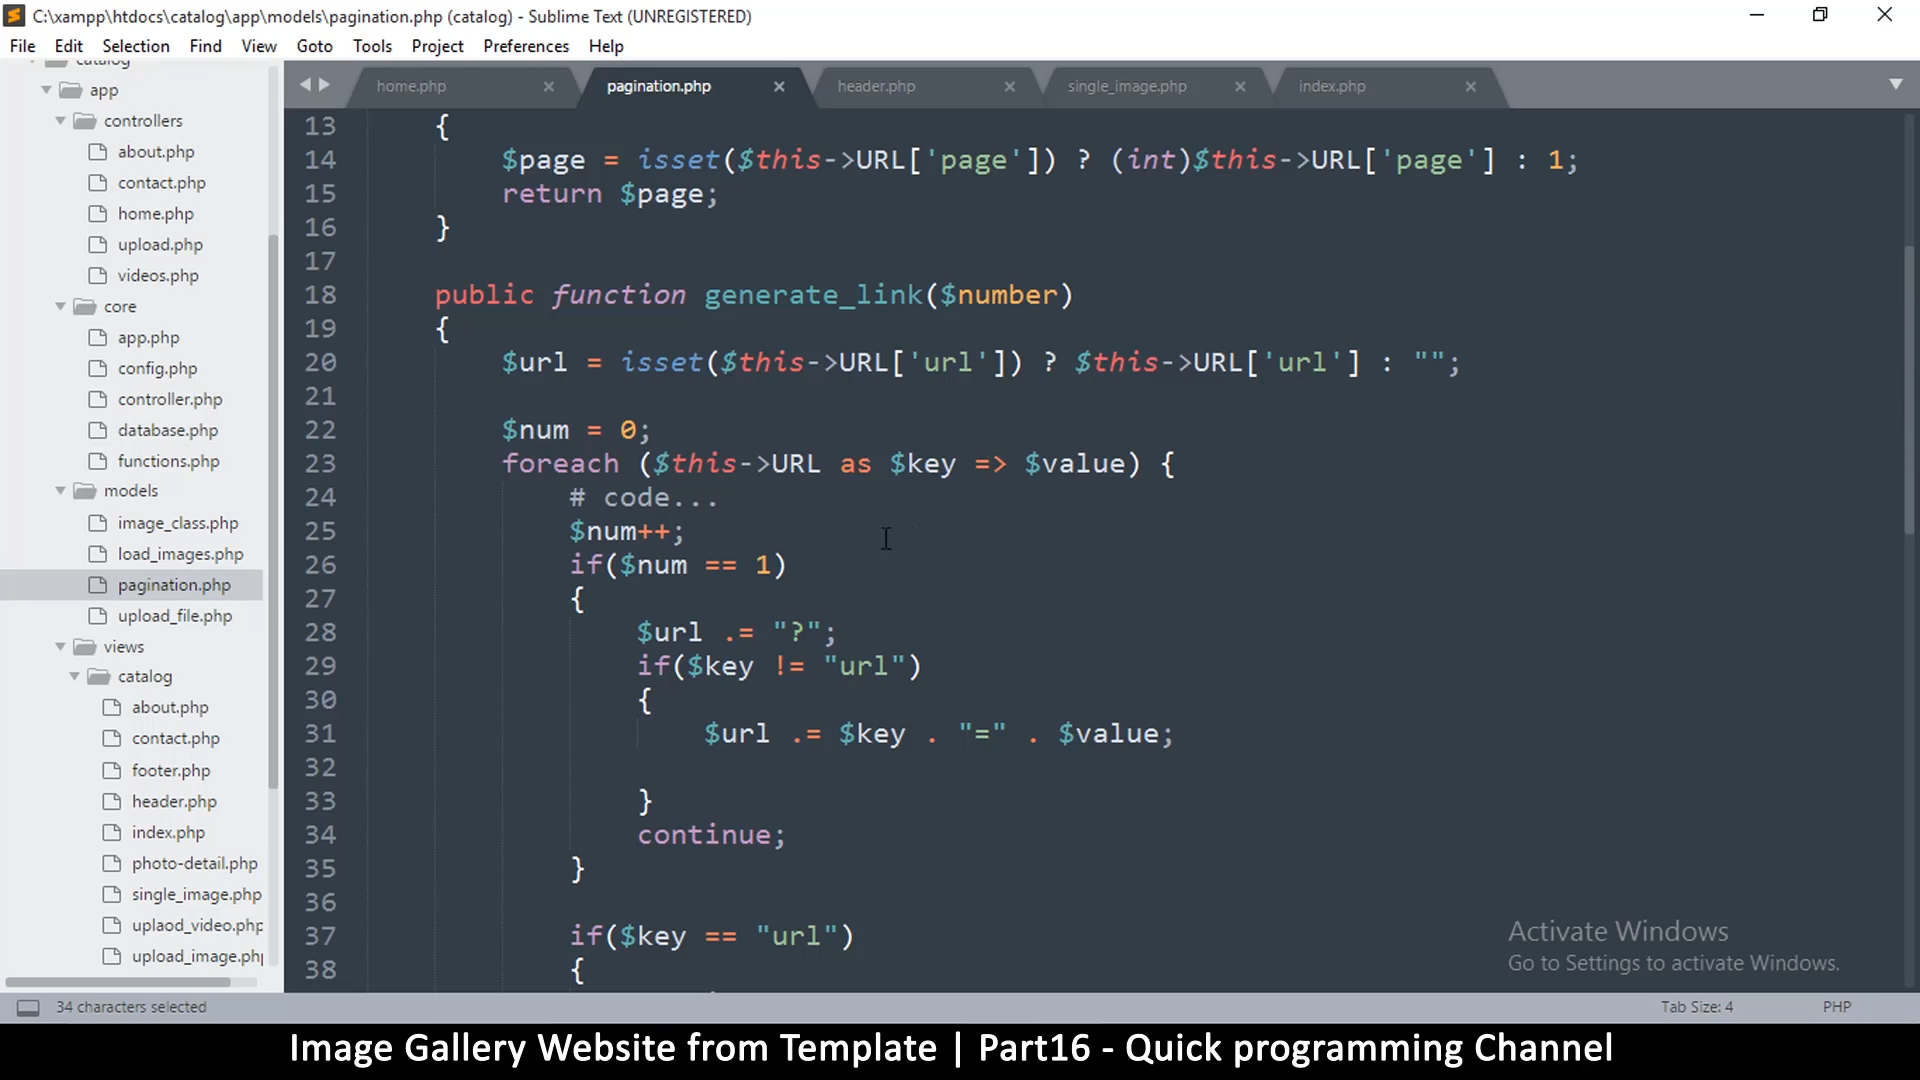 C:\xampp\htdocs\catalog\app\models\pagination.php (catalog) - Sublime Text (UNREGISTERED)
File Edit Selection Find View Goto Tools Project Preferences Help
catalog
app
controllers
about.php
contact.php
home.php
upload.php
videos.php
core
app.php
config.php
controller.php
database.php
functions.php
models
image_class.php
load_images.php
pagination.php
upload_file.php
views
catalog
about.php
contact.php
footer.php
header.php
index.php
photo-detail.php
single_image.php
uplaod_video.php
upload_image.ph
home.php pagination.php header.php single_image.php index.php
13 {
14 $page = isset($this->URL['page']) ? (int)$this->URL['page'] : 1;
15 return $page;
16 }
17
18 public function generate_link($number)
19 {
20 $url = isset($this->URL['url']) ? $this->URL['url'] : "";
21
22 $num = 0;
23 foreach ($this->URL as $key => $value) {
24 # code...
25 $num++;
26 if($num == 1)
27 {
28 $url .= "?";
29 if($key != "url")
30 {
31 $url .= $key . "=" . $value;
32
33 }
34 continue;
35 }
36
37 if($key == "url")
38 {
Activate Windows
Go to Settings to activate Windows.
34 characters selected Tab Size: 4 PHP
Image Gallery Website from Template | Part16 - Quick programming Channel